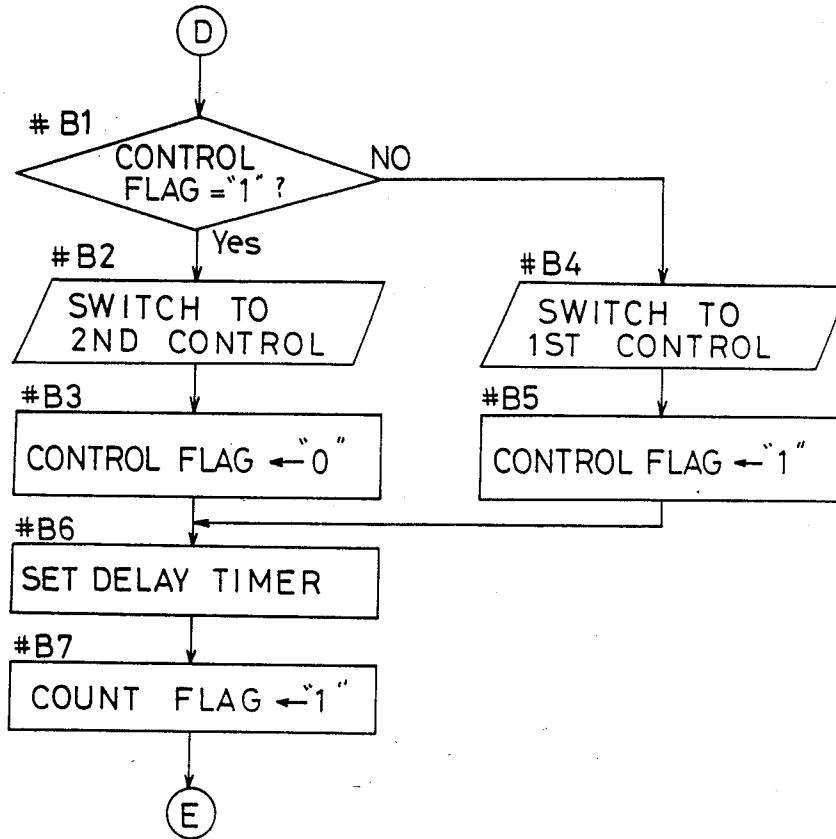 D
#B1
CONTROL
FLAG = "1" ?
NO
Yes
#B2
SWITCH TO
2ND CONTROL
#B4
SWITCH TO
1ST CONTROL
#B3
CONTROL FLAG ← "0"
#B5
CONTROL FLAG ← "1"
#B6
SET DELAY TIMER
#B7
COUNT FLAG ← "1"
E